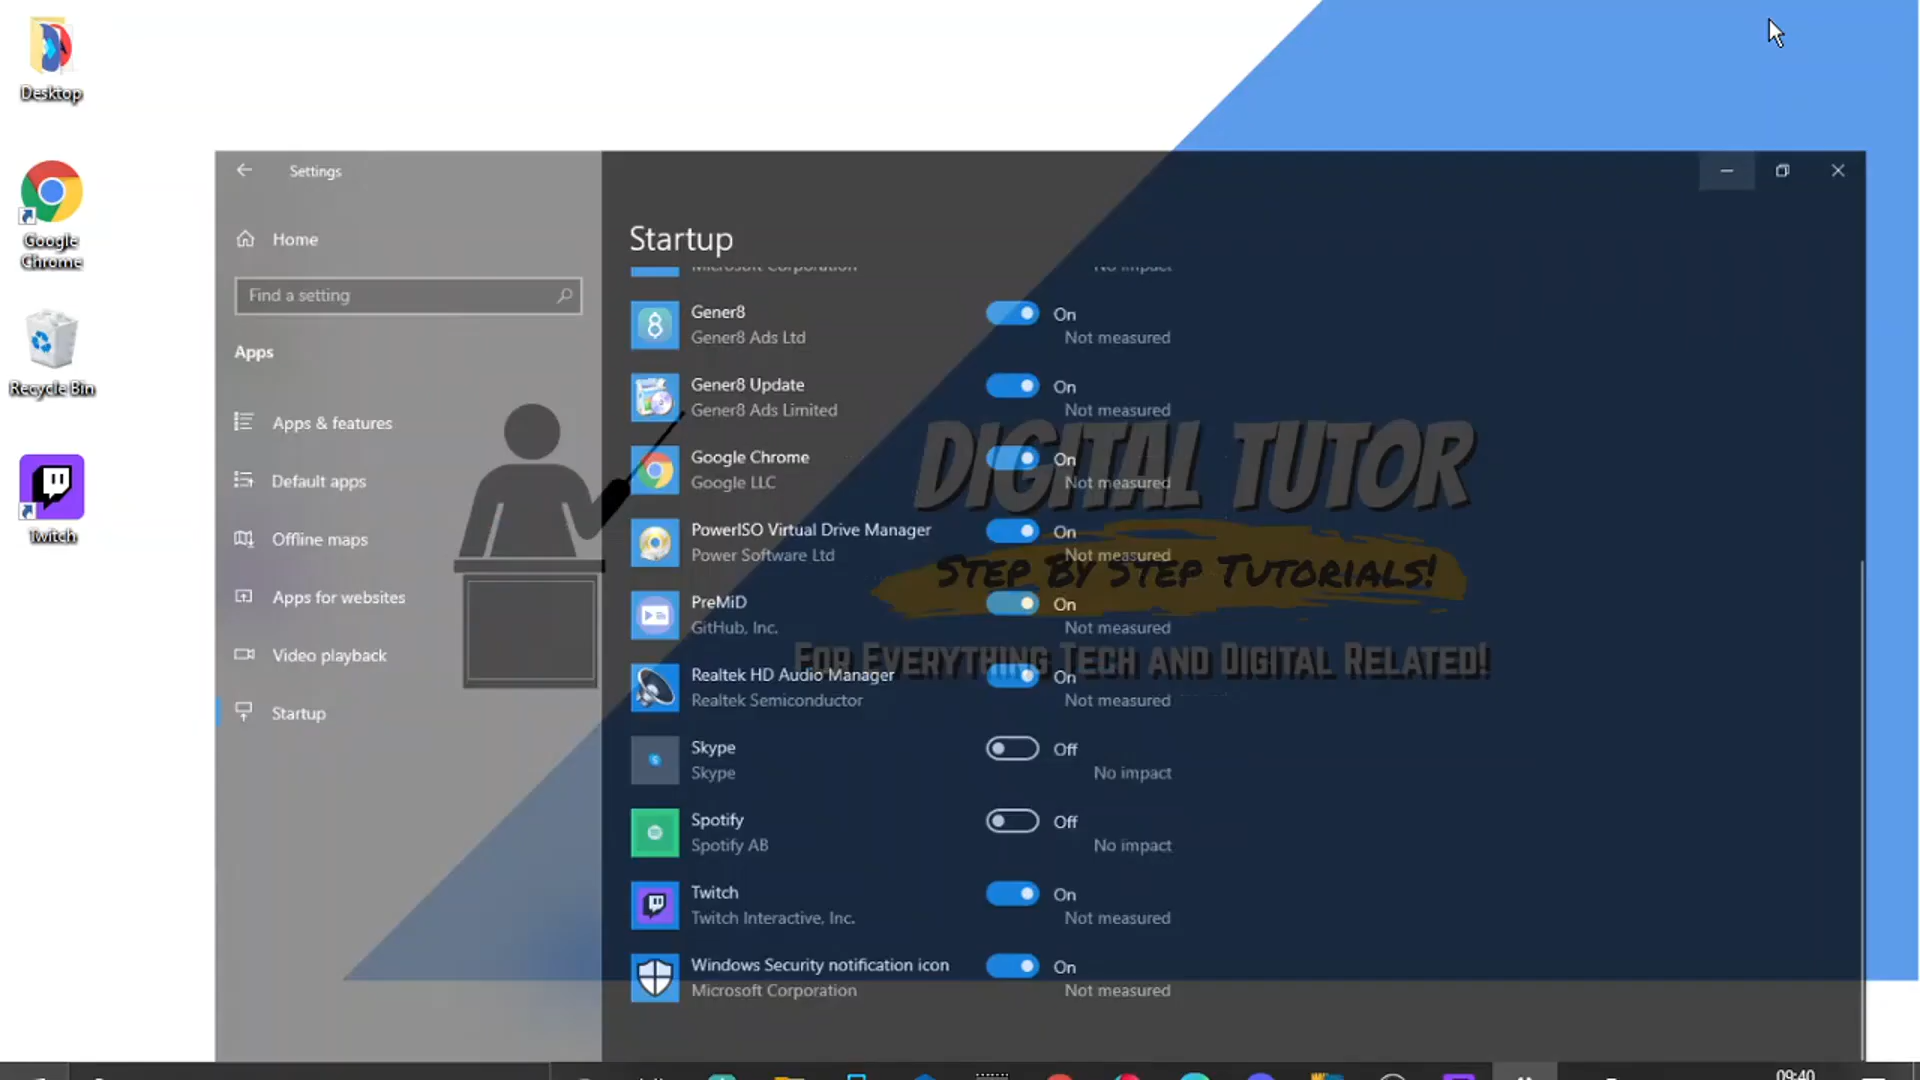 Desktop
Google
Chrome
Recycle Bin
Twitch
Settings
Home
Find a setting
Apps
Apps & features
Default apps
Offline maps
Apps for websites
Video playback
Startup
Startup
Microsoft Corporation
No impact
Gener8
On
Gener8 Ads Ltd
Not measured
Gener8 Update
On
Gener8 Ads Limited
Not measured
Google Chrome
On
Google LLC
Not measured
PowerISO Virtual Drive Manager
On
Power Software Ltd
Not measured
PreMiD
On
GitHub, Inc.
Not measured
Realtek HD Audio Manager
On
Realtek Semiconductor
Not measured
Skype
Off
Skype
No impact
Spotify
Off
Spotify AB
No impact
Twitch
On
Twitch Interactive, Inc.
Not measured
Windows Security notification icon
On
Microsoft Corporation
Not measured
DIGITAL TUTOR
STEP BY STEP TUTORIALS!
FOR EVERYTHING TECH AND DIGITAL RELATED!
09:40